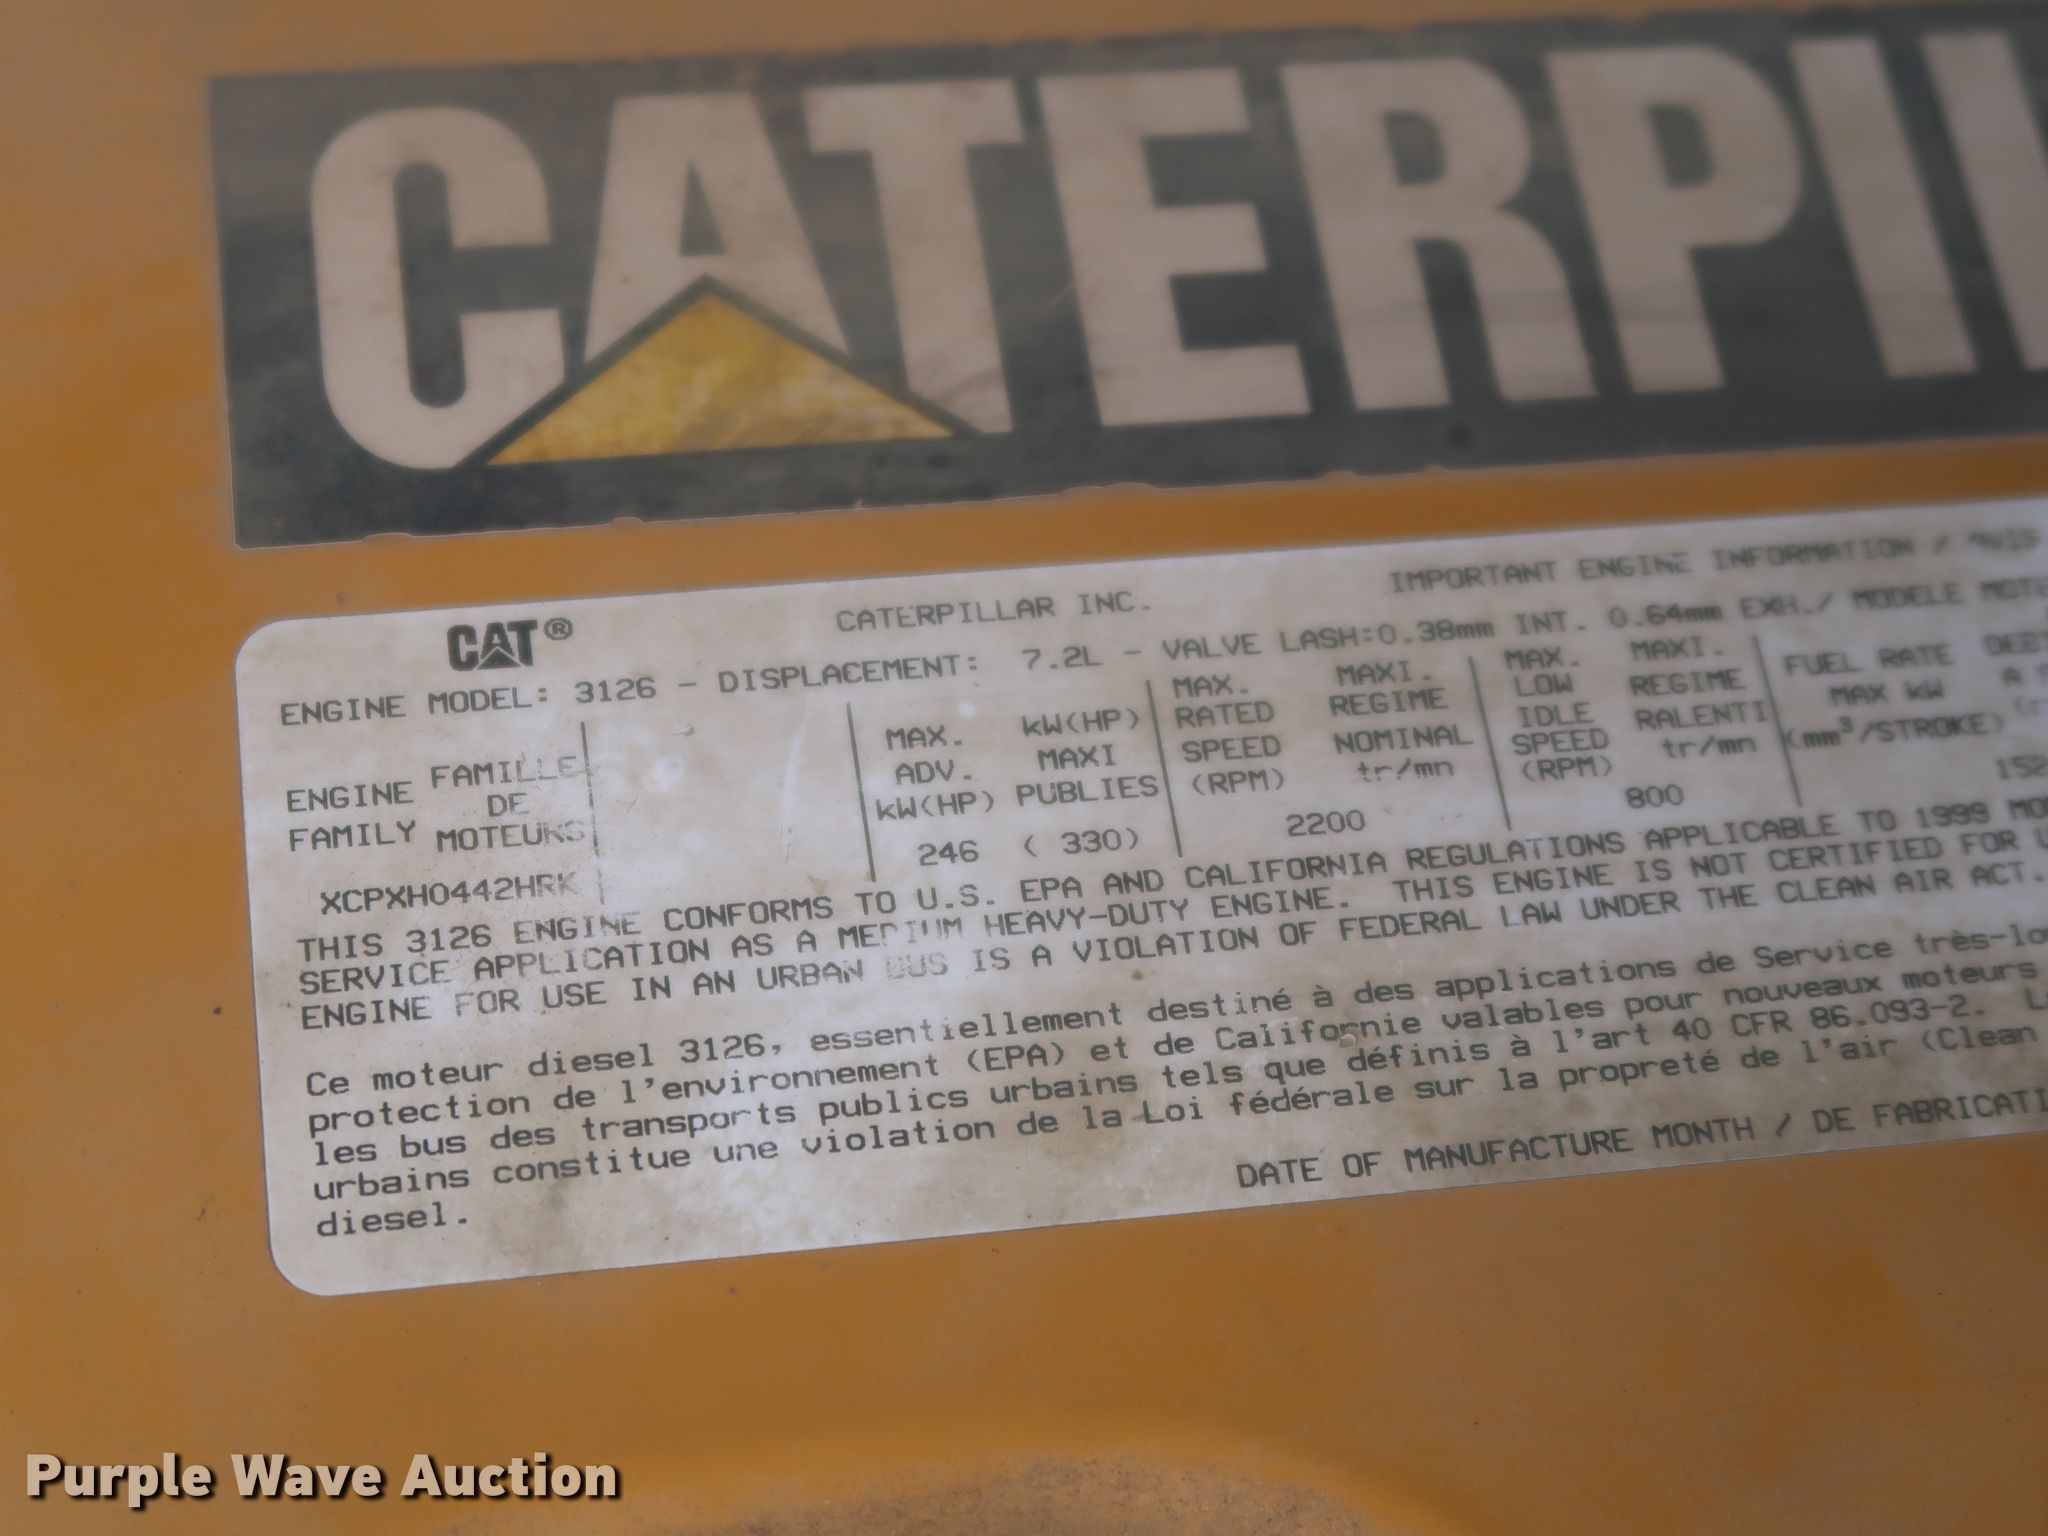 CATERPIL
CAT®
CATERPILLAR INC.
IMPORTANT ENGINE INFORMATION / AVIS
ENGINE MODEL: 3126 - DISPLACEMENT: 7.2L - VALVE LASH:0.38mm INT. 0.64mm EXH./ MODELE MOTE
ENGINE FAMILLE
DE
FAMILY MOTEURS
XCPXH0442HRK
MAX. kW(HP)
ADV. MAXI
kW(HP) PUBLIES
246 ( 330)
MAX. MAXI.
RATED REGIME
SPEED NOMINAL
(RPM) tr/mn
2200
MAX. MAXI.
LOW REGIME
IDLE RALENTI
SPEED tr/mn
(RPM)
800
FUEL RATE DEBI
MAX kW A
(mm³/STROKE)
152
THIS 3126 ENGINE CONFORMS TO U.S. EPA AND CALIFORNIA REGULATIONS APPLICABLE TO 1999 MO
SERVICE APPLICATION AS A MEDIUM HEAVY-DUTY ENGINE. THIS ENGINE IS NOT CERTIFIED FOR U
ENGINE FOR USE IN AN URBAN BUS IS A VIOLATION OF FEDERAL LAW UNDER THE CLEAN AIR ACT.
Ce moteur diesel 3126, essentiellement destiné à des applications de Service très-lo
protection de l'environnement (EPA) et de Californie valables pour nouveaux moteurs
les bus des transports publics urbains tels que définis à l'art 40 CFR 86.093-2. L
urbains constitue une violation de la Loi fédérale sur la propreté de l'air (Clean
diesel.
DATE OF MANUFACTURE MONTH / DE FABRICATI
Purple Wave Auction